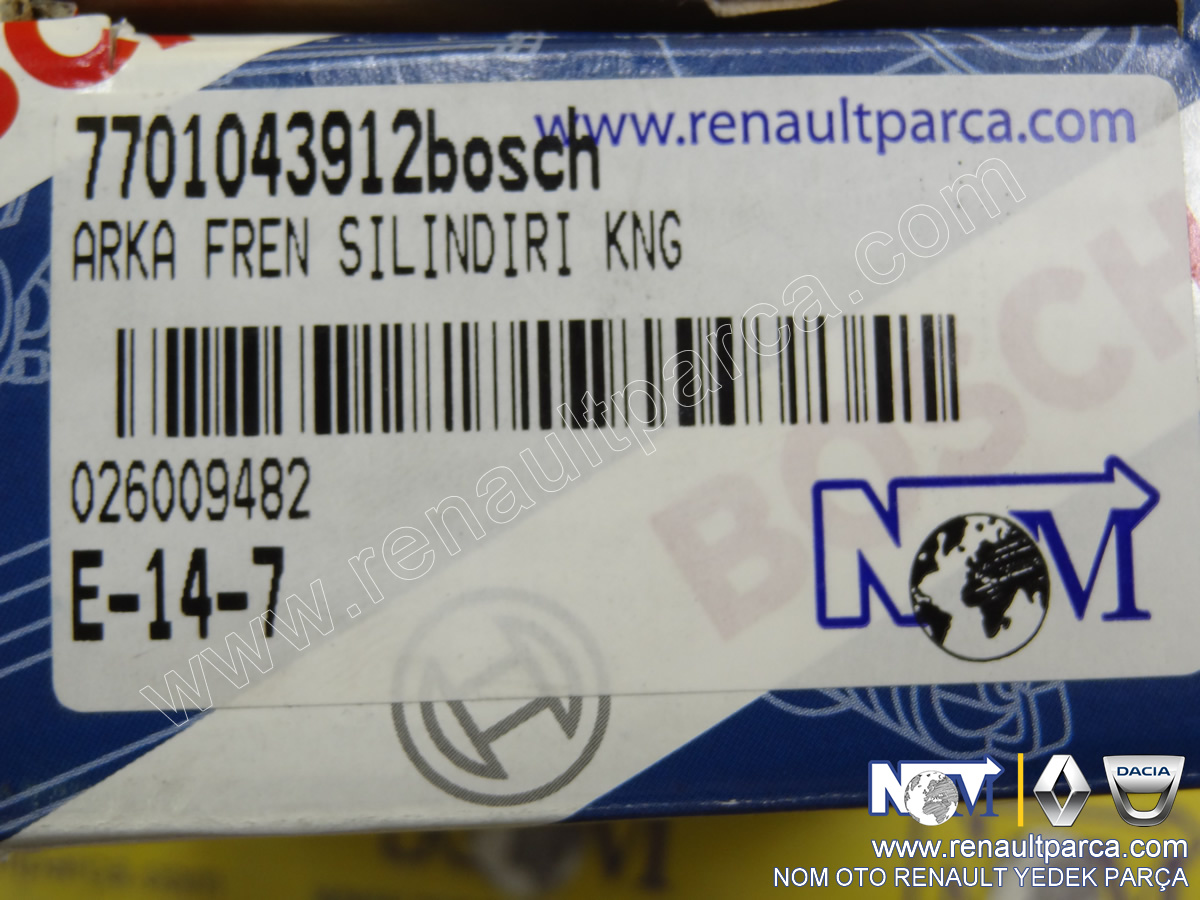 www.renaultparca.com
7701043912bosch
ARKA FREN SILINDIRI KNG
www.renaultparca.com
BOSCH
026009482
E-14-7
NOM
NOM
DACIA
www.renaultparca.com
NOM OTO RENAULT YEDEK PARÇA